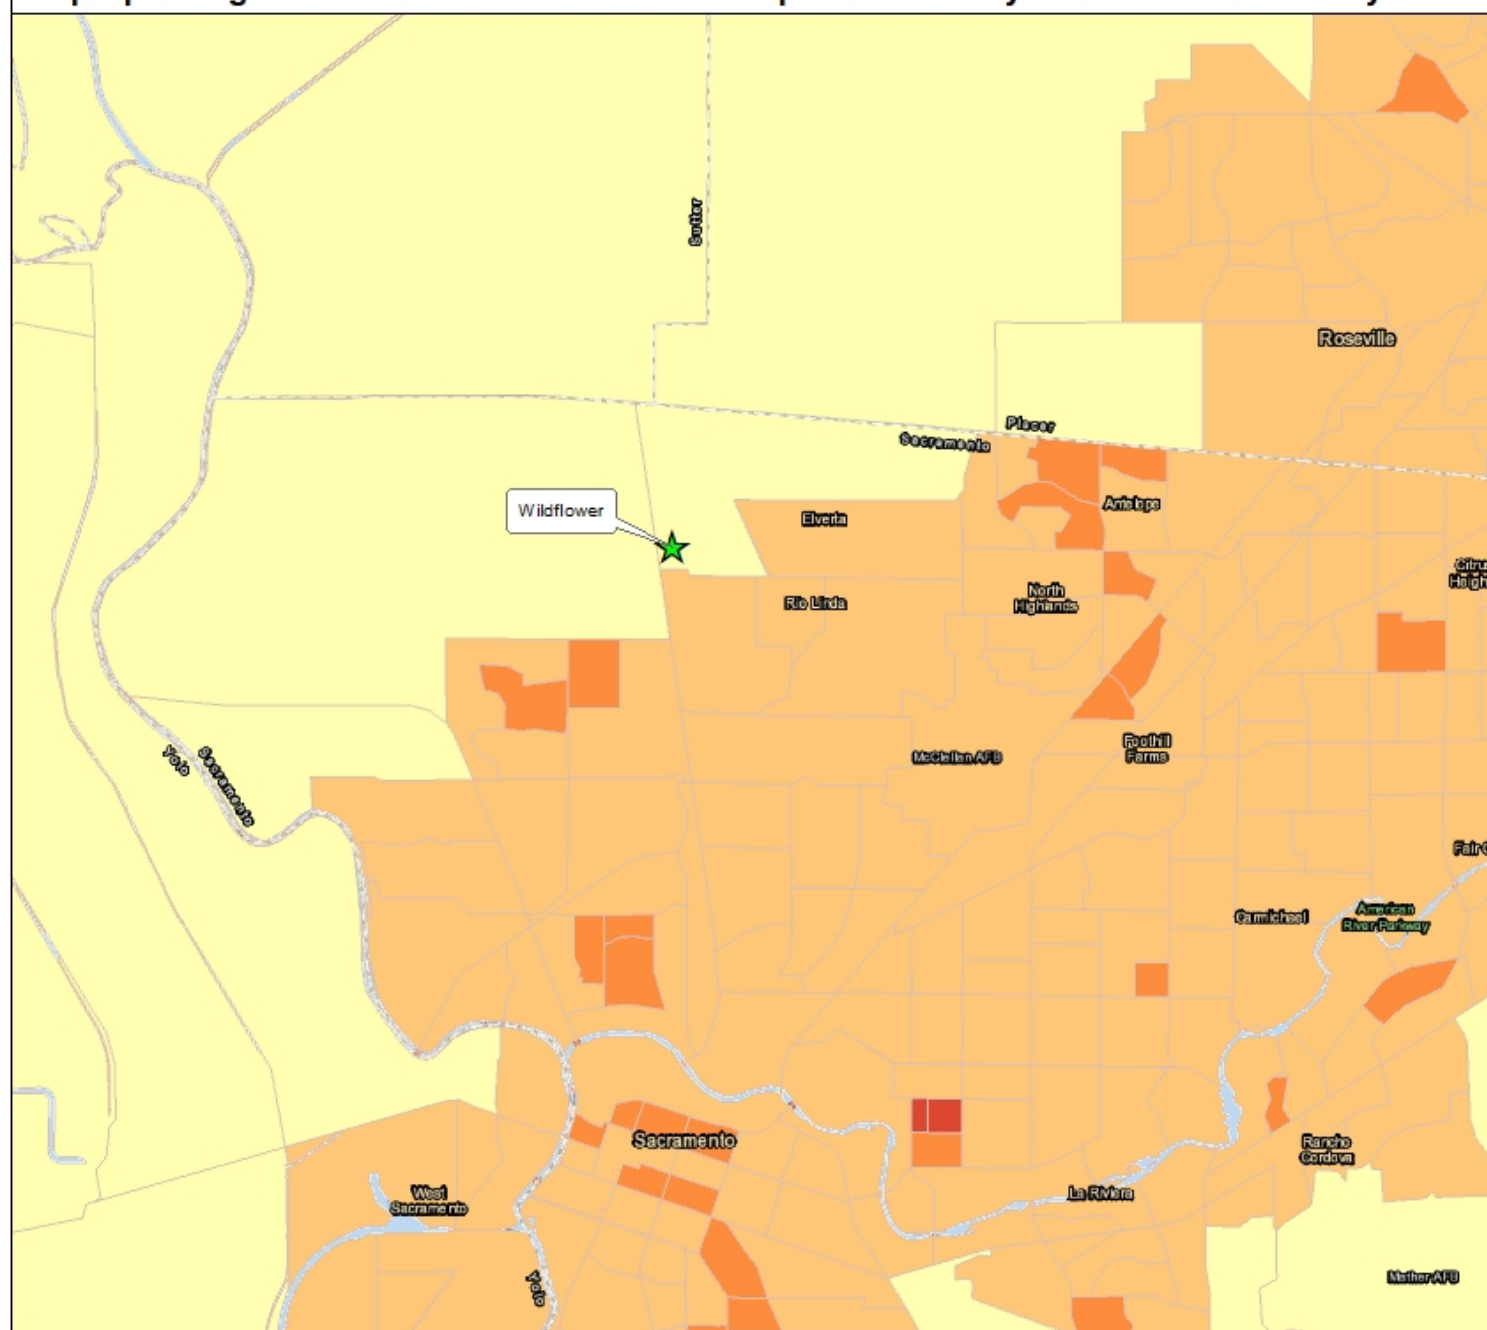 Sutter
Roseville
Placer
Sacramento
Wildflower
Elverta
Antelope
Rio Linda
North
Highlands
Yolo
Sacramento
McClellan AFB
Foothill
Farms
Carmichael
American
River Parkway
Sacramento
Rancho
Cordova
West
Sacramento
La Riviera
Yolo
Mather AFB